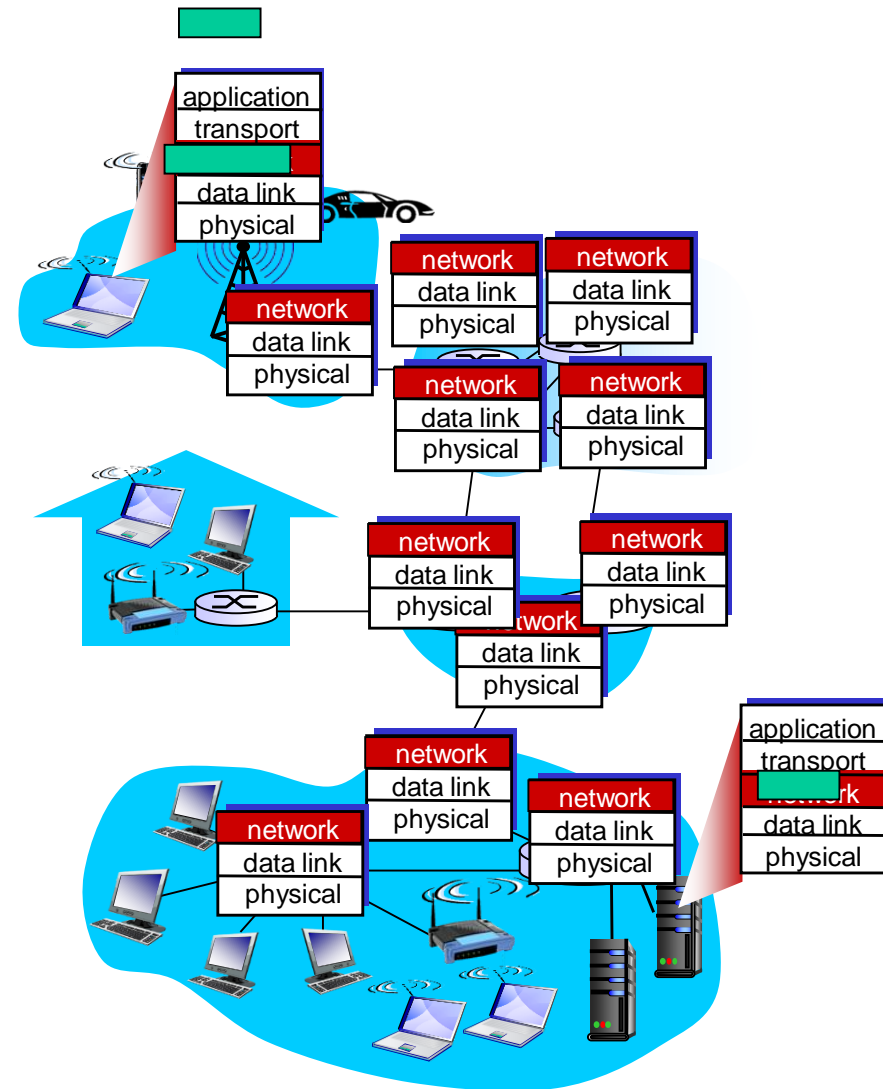 application
transport
data link
physical
network
data link
physical
network
data link
physical
network
data link
physical
network
data link
physical
network
data link
physical
network
data link
physical
network
data link
physical
network
data link
physical
application
transport
network
data link
physical
network
data link
physical
network
data link
physical
network
data link
physical